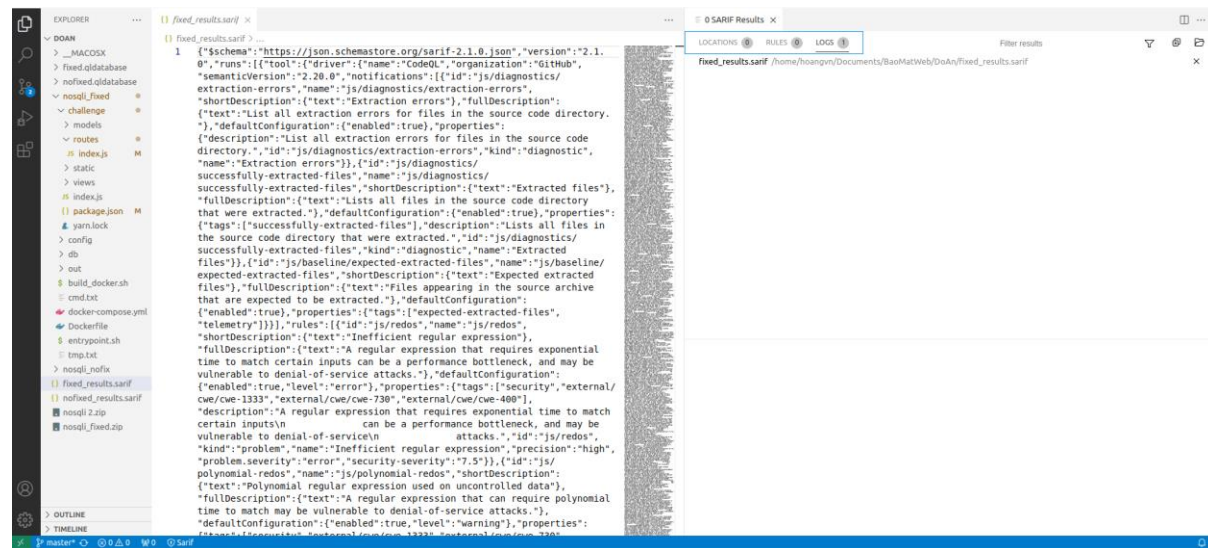 EXPLORER ...
DOAN
__MACOSX
fixed.qldatabase
nofixed.qldatabase
nosqli_fixed
challenge
models
routes
JS index.js M
static
views
JS index.js
{} package.json M
yarn.lock
config
db
out
$ build_docker.sh
cmd.txt
docker-compose.yml
Dockerfile
$ entrypoint.sh
tmp.txt
nosqli_nofix
{} fixed_results.sarif
{} nofixed_results.sarif
nosqli 2.zip
nosqli_fixed.zip
OUTLINE
TIMELINE
{} fixed_results.sarif × ...
{} fixed_results.sarif > ...
1 {"$schema":"https://json.schemastore.org/sarif-2.1.0.json","version":"2.1.
0","runs":[{"tool":{"driver":{"name":"CodeQL","organization":"GitHub",
"semanticVersion":"2.20.0","notifications":[{"id":"js/diagnostics/
extraction-errors","name":"js/diagnostics/extraction-errors",
"shortDescription":{"text":"Extraction errors"},"fullDescription":
{"text":"List all extraction errors for files in the source code directory.
"},"defaultConfiguration":{"enabled":true},"properties":
{"description":"List all extraction errors for files in the source code
directory.","id":"js/diagnostics/extraction-errors","kind":"diagnostic",
"name":"Extraction errors"}},{"id":"js/diagnostics/
successfully-extracted-files","name":"js/diagnostics/
successfully-extracted-files","shortDescription":{"text":"Extracted files"},
"fullDescription":{"text":"Lists all files in the source code directory
that were extracted."},"defaultConfiguration":{"enabled":true},"properties":
{"tags":["successfully-extracted-files"],"description":"Lists all files in
the source code directory that were extracted.","id":"js/diagnostics/
successfully-extracted-files","kind":"diagnostic","name":"Extracted
files"}},{"id":"js/baseline/expected-extracted-files","name":"js/baseline/
expected-extracted-files","shortDescription":{"text":"Expected extracted
files"},"fullDescription":{"text":"Files appearing in the source archive
that are expected to be extracted."},"defaultConfiguration":
{"enabled":true},"properties":{"tags":["expected-extracted-files",
"telemetry"]}}],"rules":[{"id":"js/redos","name":"js/redos",
"shortDescription":{"text":"Inefficient regular expression"},
"fullDescription":{"text":"A regular expression that requires exponential
time to match certain inputs can be a performance bottleneck, and may be
vulnerable to denial-of-service attacks."},"defaultConfiguration":
{"enabled":true,"level":"error"},"properties":{"tags":["security","external/
cwe/cwe-1333","external/cwe/cwe-730","external/cwe/cwe-400"],
"description":"A regular expression that requires exponential time to match
certain inputs\n can be a performance bottleneck, and may be
vulnerable to denial-of-service\n attacks.","id":"js/redos",
"kind":"problem","name":"Inefficient regular expression","precision":"high",
"problem.severity":"error","security-severity":"7.5"}},{"id":"js/
polynomial-redos","name":"js/polynomial-redos","shortDescription":
{"text":"Polynomial regular expression used on uncontrolled data"},
"fullDescription":{"text":"A regular expression that can require polynomial
time to match may be vulnerable to denial-of-service attacks."},
"defaultConfiguration":{"enabled":true,"level":"warning"},"properties":
0 SARIF Results ×
LOCATIONS 0 RULES 0 LOGS 1 Filter results
fixed_results.sarif /home/hoangvn/Documents/BaoMatWeb/DoAn/fixed_results.sarif ×
master* 0 0 0 Sarif